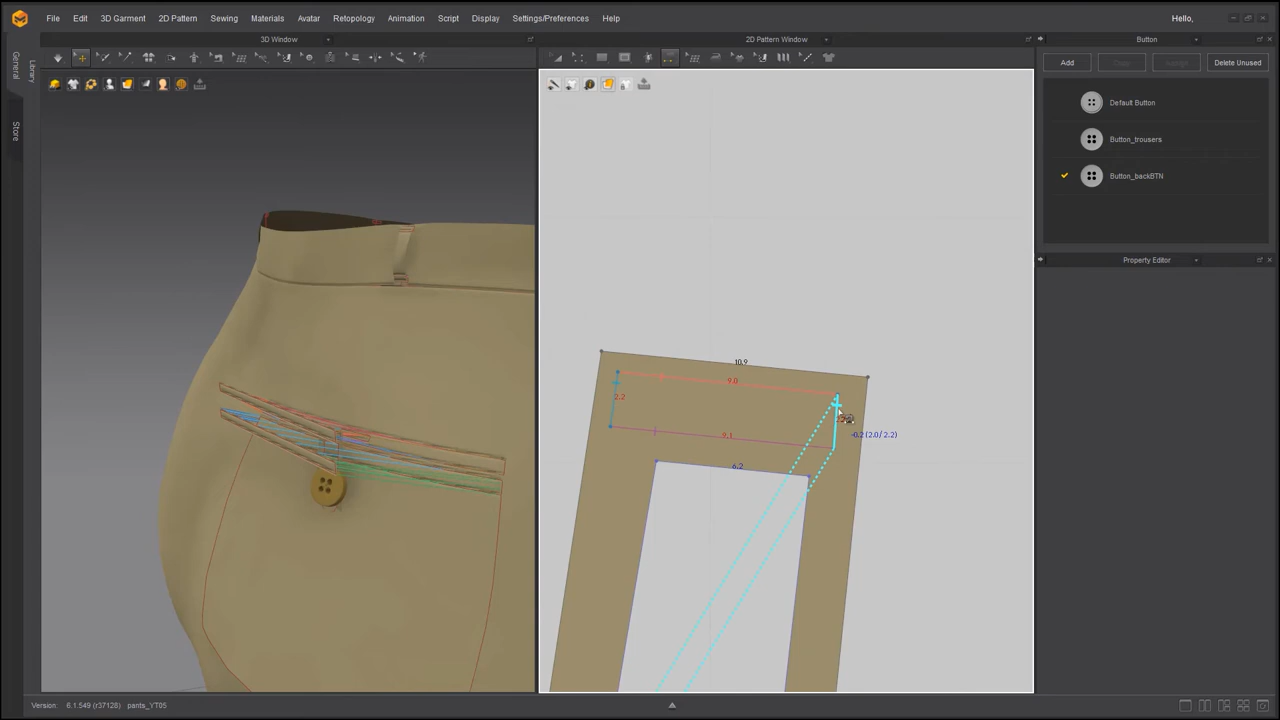 File Edit 3D Garment 2D Pattern Sewing Materials Avatar Retopology Animation Script Display Settings/Preferences Help Hello,
3D Window
2D Pattern Window
Button
General
Library
Store
Add
Delete Unused
Default Button
Button_trousers
Button_backBTN
Property Editor
10.9
9.0
2.2
9.1
-0.2 (2.0 / 2.2)
6.2
Version: 6.1.549 (r37128) pants_YT05